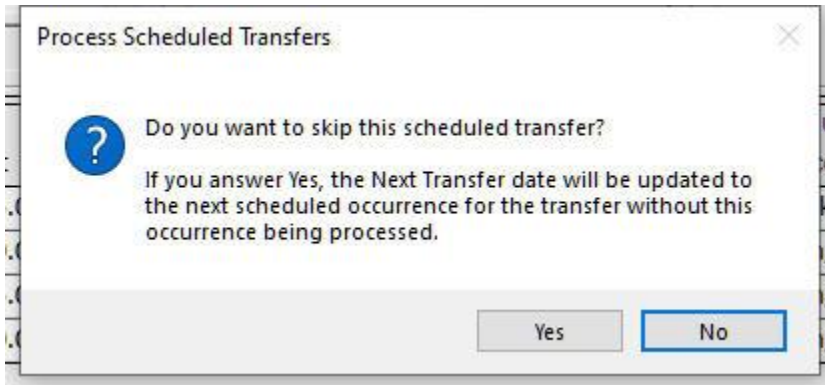 Process Scheduled Transfers
Do you want to skip this scheduled transfer?
If you answer Yes, the Next Transfer date will be updated to
the next scheduled occurrence for the transfer without this
occurrence being processed.
Yes
No